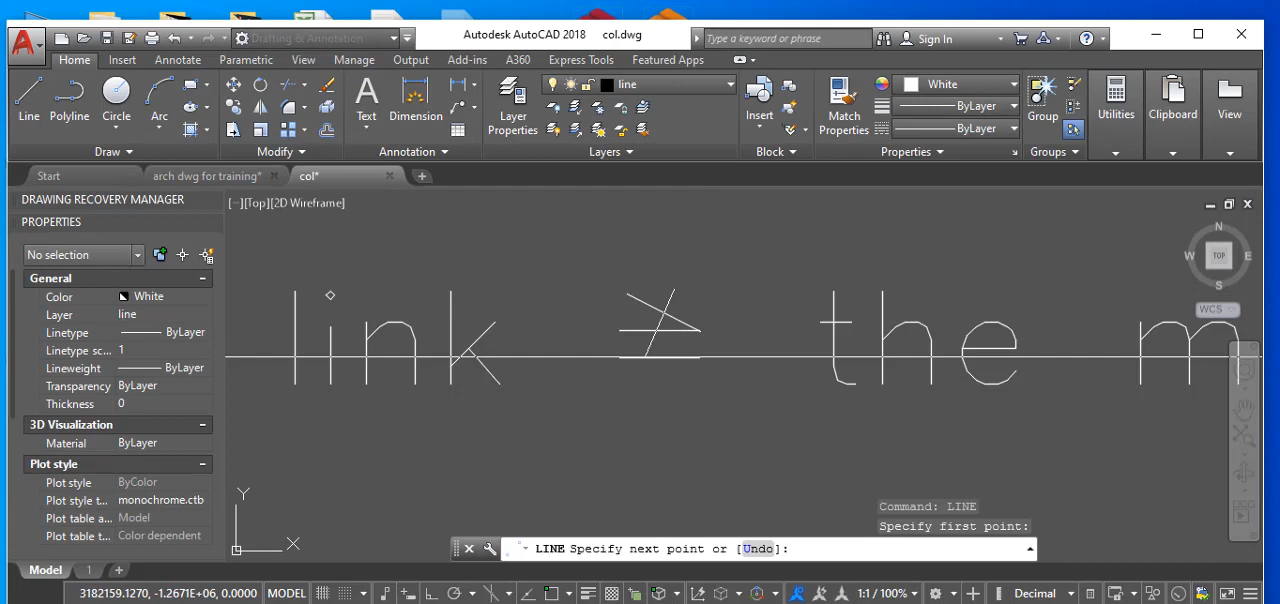 Drafting & Annotation
Autodesk AutoCAD 2018 col.dwg
Type a keyword or phrase
Sign In
Home Insert Annotate Parametric View Manage Output Add-ins A360 Express Tools Featured Apps
line
White
ByLayer
ByLayer
Line Polyline Circle Arc
Text Dimension
Layer Properties
Insert
Match Properties
Group
Utilities
Clipboard
View
Draw Modify Annotation Layers Block Properties Groups
Start arch dwg for training* col*
DRAWING RECOVERY MANAGER
PROPERTIES
[−][Top][2D Wireframe]
No selection
General
Color White
Layer line
Linetype ByLayer
Linetype sc... 1
Lineweight ByLayer
Transparency ByLayer
Thickness 0
3D Visualization
Material ByLayer
Plot style
Plot style ByColor
Plot style t... monochrome.ctb
Plot table a... Model
Plot table t... Color dependent
N
W TOP E
S
WCS
link the m
Y
X
Command: LINE
Specify first point:
LINE Specify next point or [Undo]:
Model 1
3182159.1270, -1.2671E+06, 0.0000 MODEL
1:1 / 100%
Decimal